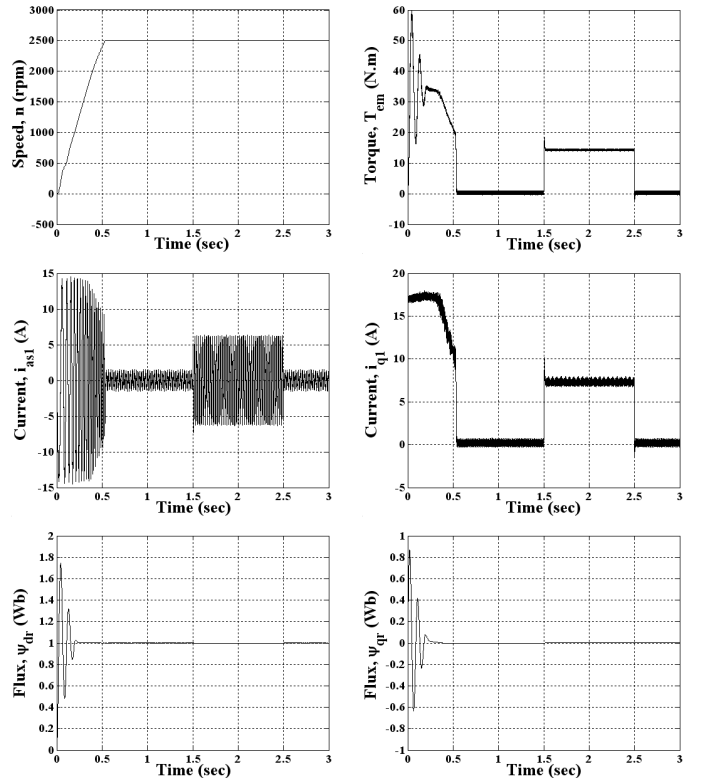 Speed, n (rpm)
3000
2500
2000
1500
1000
500
0
-500
0 0.5 1 1.5 2 2.5 3
Time (sec)
Torque, Tem (N.m)
60
50
40
30
20
10
0
-10
0 0.5 1 1.5 2 2.5 3
Time (sec)
Current, ias1 (A)
15
10
5
0
-5
-10
-15
0 0.5 1 1.5 2 2.5 3
Time (sec)
Current, iq1 (A)
20
15
10
5
0
-5
0 0.5 1 1.5 2 2.5 3
Time (sec)
Flux, ψdr (Wb)
2
1.8
1.6
1.4
1.2
1
0.8
0.6
0.4
0.2
0
0 0.5 1 1.5 2 2.5 3
Time (sec)
Flux, ψqr (Wb)
1
0.8
0.6
0.4
0.2
0
-0.2
-0.4
-0.6
-0.8
-1
0 0.5 1 1.5 2 2.5 3
Time (sec)